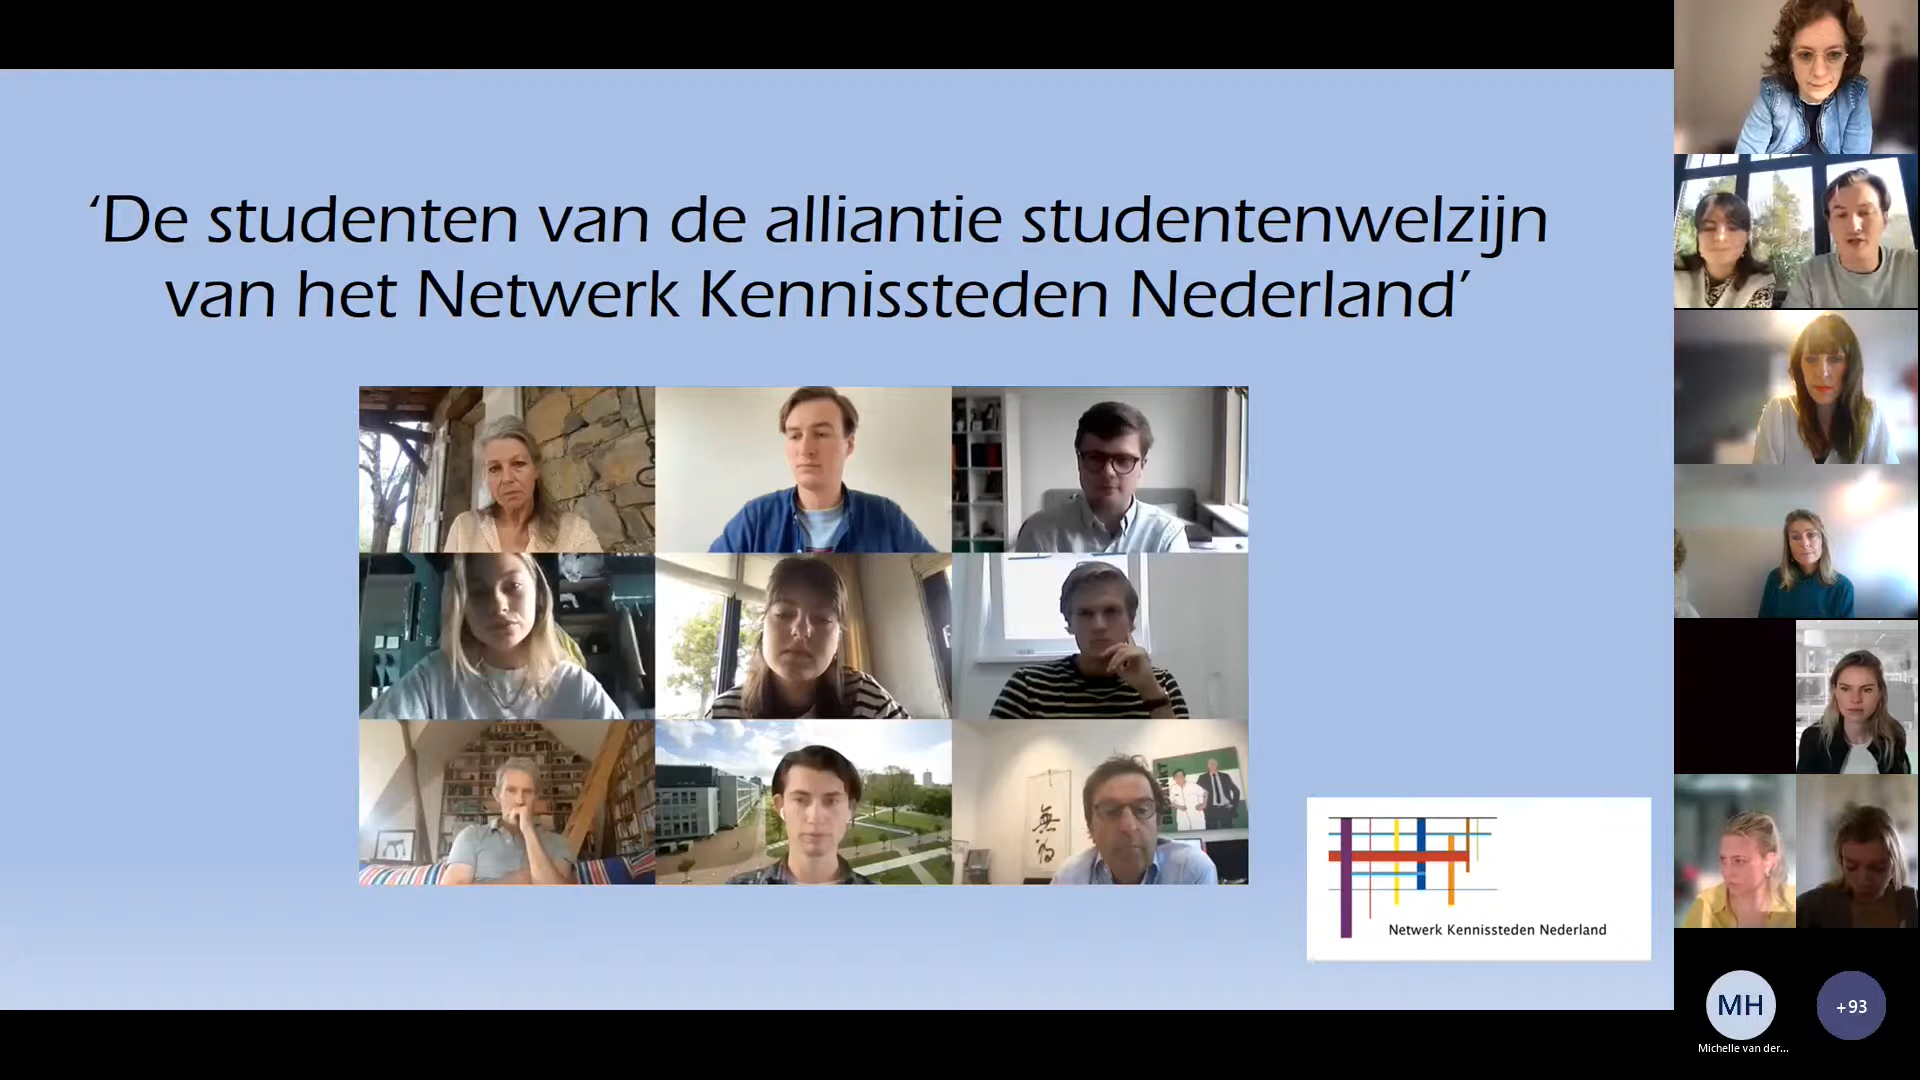 ‘De studenten van de alliantie studentenwelzijn
van het Netwerk Kennissteden Nederland’
無
Netwerk Kennissteden Nederland
MH
+93
Michelle van der...